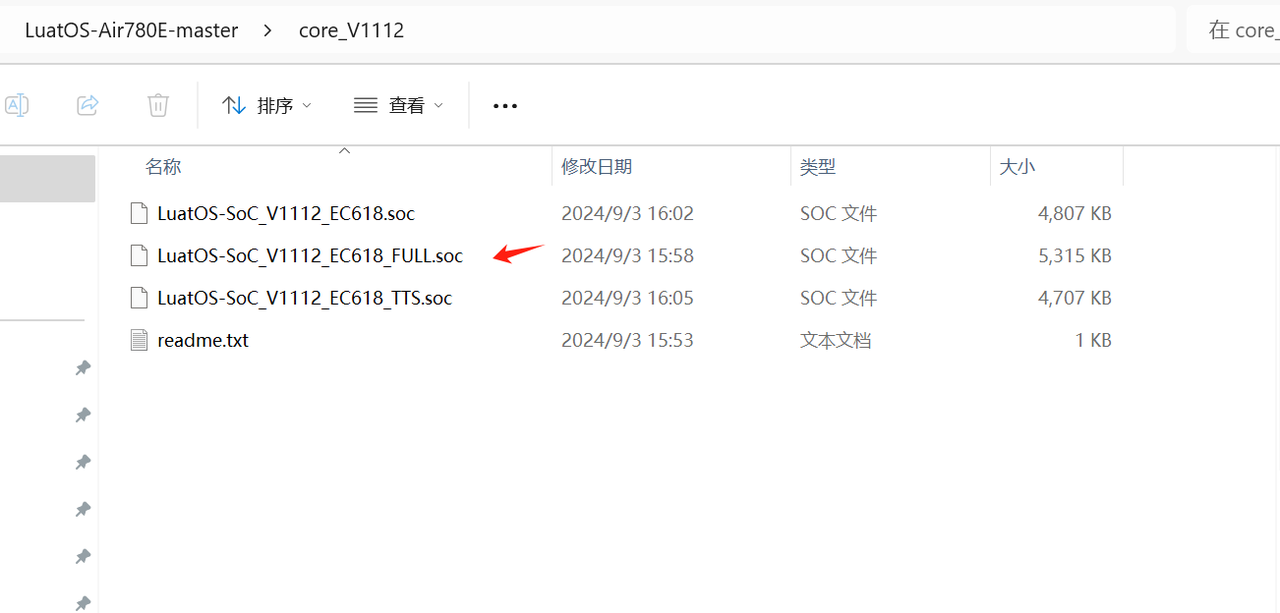 LuatOS-Air780E-master > core_V1112 在 core_
排序 查看 •••
名称 修改日期 类型 大小
LuatOS-SoC_V1112_EC618.soc 2024/9/3 16:02 SOC 文件 4,807 KB
LuatOS-SoC_V1112_EC618_FULL.soc 2024/9/3 15:58 SOC 文件 5,315 KB
LuatOS-SoC_V1112_EC618_TTS.soc 2024/9/3 16:05 SOC 文件 4,707 KB
readme.txt 2024/9/3 15:53 文本文档 1 KB